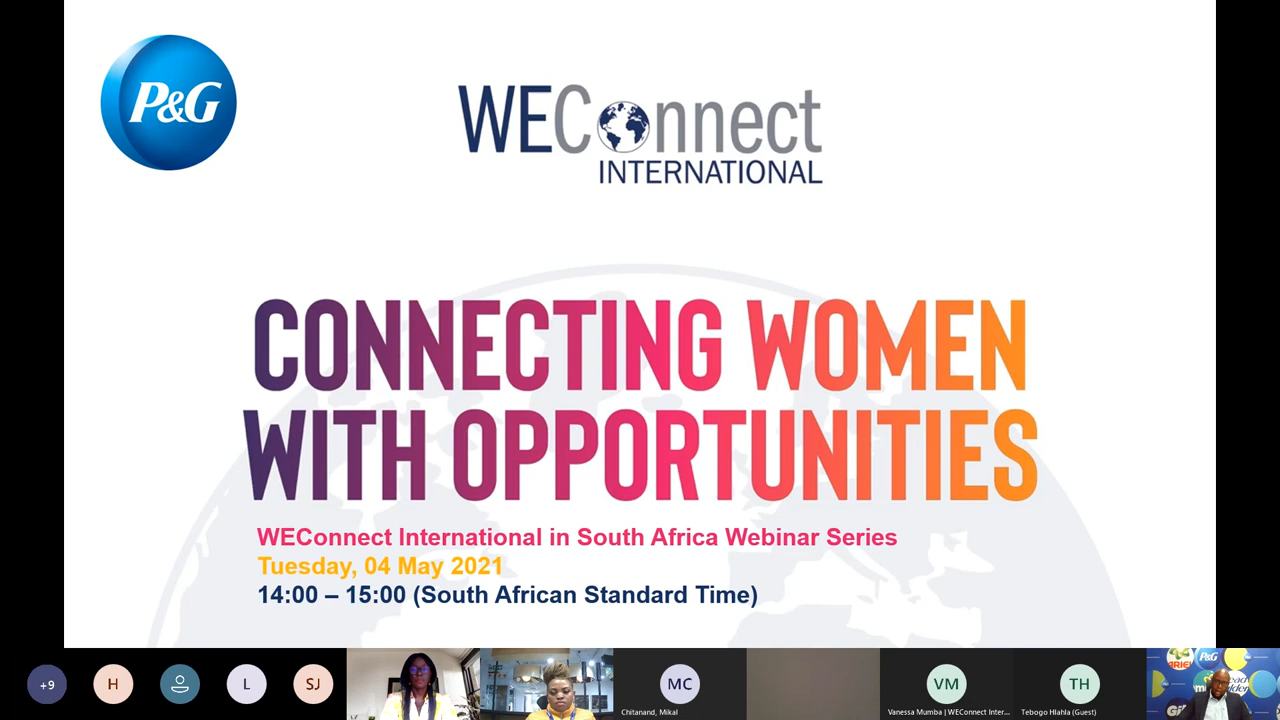 P&G
WEConnect
INTERNATIONAL
CONNECTING WOMEN
WITH OPPORTUNITIES
WEConnect International in South Africa Webinar Series
Tuesday, 04 May 2021
14:00 – 15:00 (South African Standard Time)
+9
H
L
SJ
MC
Chitanand, Mikal
VM
Vanessa Mumba | WEConnect Inter...
TH
Tebogo Hlahla (Guest)
ARIEL
P&G